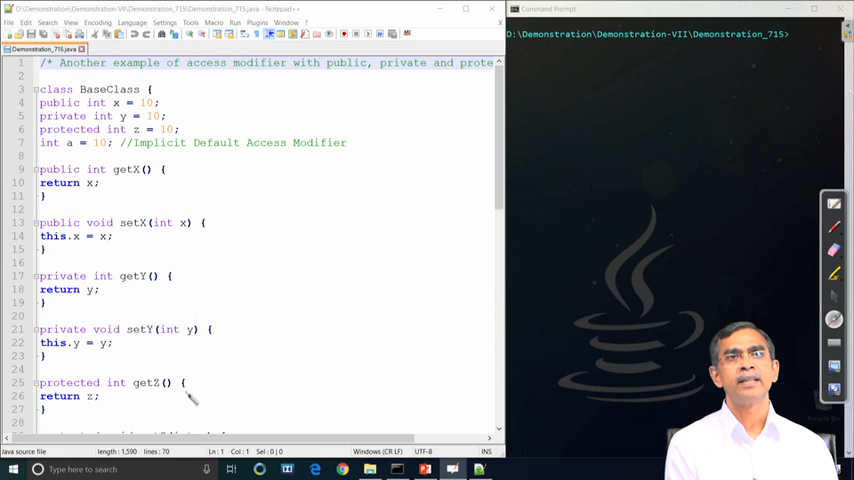 D:\Demonstration\Demonstration-VII\Demonstration_715\Demonstration_715.java - Notepad++
File Edit Search View Encoding Language Settings Tools Macro Run Plugins Window ?
Demonstration_715.java
1 /* Another example of access modifier with public, private and prote
2
3 class BaseClass {
4 public int x = 10;
5 private int y = 10;
6 protected int z = 10;
7 int a = 10; //Implicit Default Access Modifier
8
9 public int getX() {
10 return x;
11 }
12
13 public void setX(int x) {
14 this.x = x;
15 }
16
17 private int getY() {
18 return y;
19 }
20
21 private void setY(int y) {
22 this.y = y;
23 }
24
25 protected int getZ() {
26 return z;
27 }
28
Java source file length : 1,590 lines : 70 Ln : 1 Col : 1 Sel : 0 | 0 Windows (CR LF) UTF-8 INS
Type here to search
Command Prompt
D:\Demonstration\Demonstration-VII\Demonstration_715>
Recycle Bin